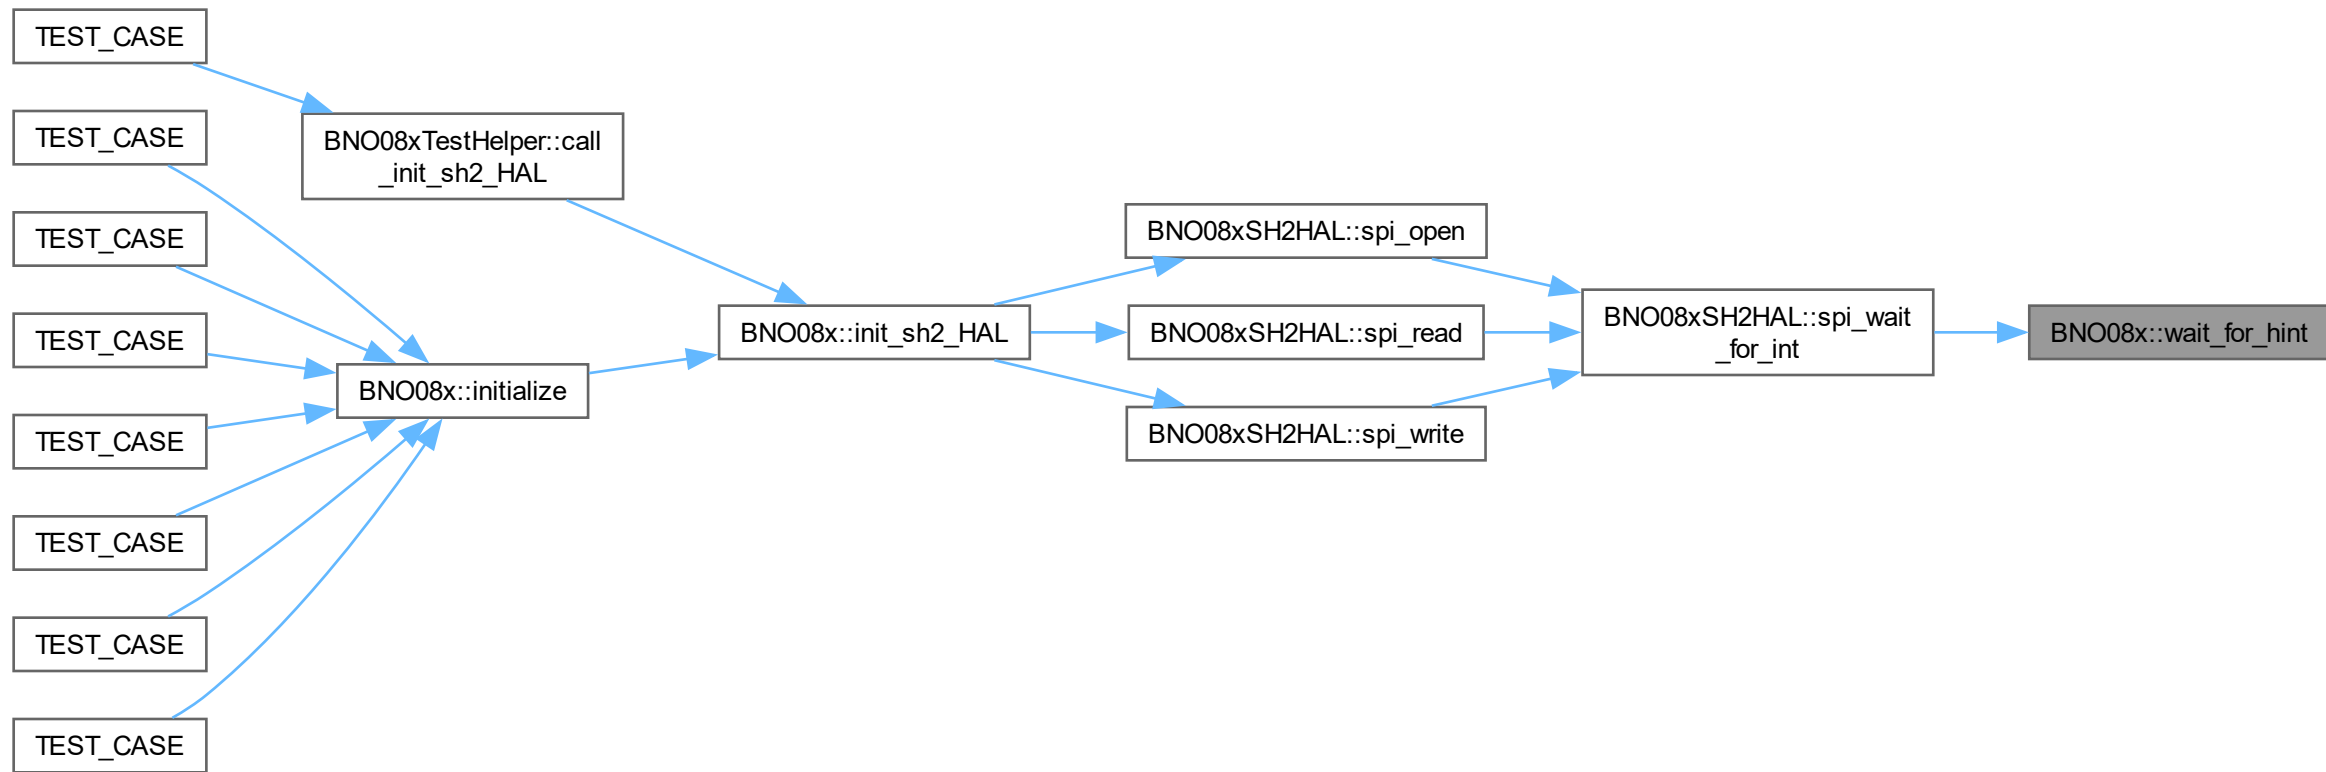 TEST_CASE
TEST_CASE
TEST_CASE
TEST_CASE
TEST_CASE
TEST_CASE
TEST_CASE
TEST_CASE
BNO08xTestHelper::call
_init_sh2_HAL
BNO08x::initialize
BNO08x::init_sh2_HAL
BNO08xSH2HAL::spi_open
BNO08xSH2HAL::spi_read
BNO08xSH2HAL::spi_write
BNO08xSH2HAL::spi_wait
_for_int
BNO08x::wait_for_hint